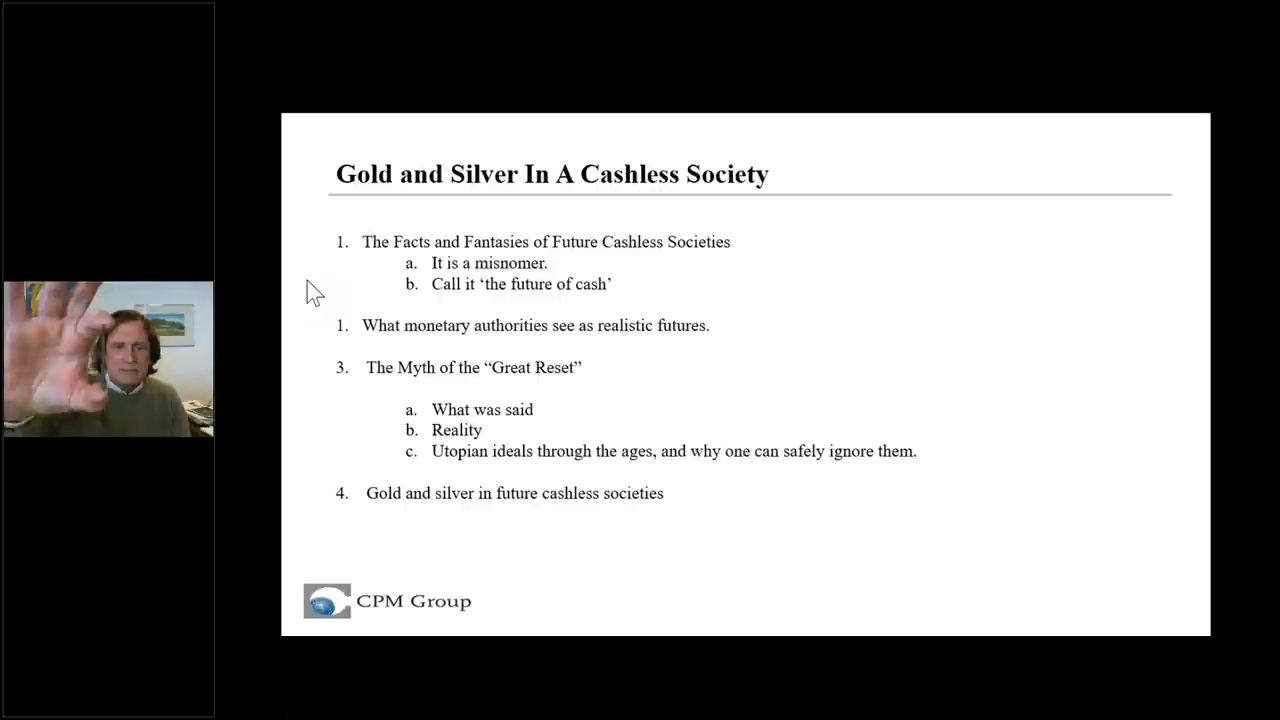 Gold and Silver In A Cashless Society
1. The Facts and Fantasies of Future Cashless Societies
a. It is a misnomer.
b. Call it ‘the future of cash’
1. What monetary authorities see as realistic futures.
3. The Myth of the “Great Reset”
a. What was said
b. Reality
c. Utopian ideals through the ages, and why one can safely ignore them.
4. Gold and silver in future cashless societies
CPM Group